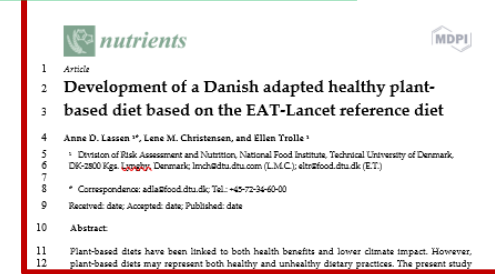 nutrients
MDPI
1 Article
2 Development of a Danish adapted healthy plant-
3 based diet based on the EAT-Lancet reference diet
4 Anne D. Lassen ¹*, Lene M. Christensen, and Ellen Trolle ¹
5 ¹ Division of Risk Assessment and Nutrition, National Food Institute, Technical University of Denmark,
6 DK-2800 Kgs. Lyngby, Denmark; lmch@dtu.dtu.com (L.M.C.); eltr@food.dtu.dk (E.T.)
7
8 * Correspondence: adla@food.dtu.dk; Tel.: +45-72-34-60-00
9 Received: date; Accepted: date; Published: date
10 Abstract:
11 Plant-based diets have been linked to both health benefits and lower climate impact. However,
12 plant-based diets may represent both healthy and unhealthy dietary practices. The present study